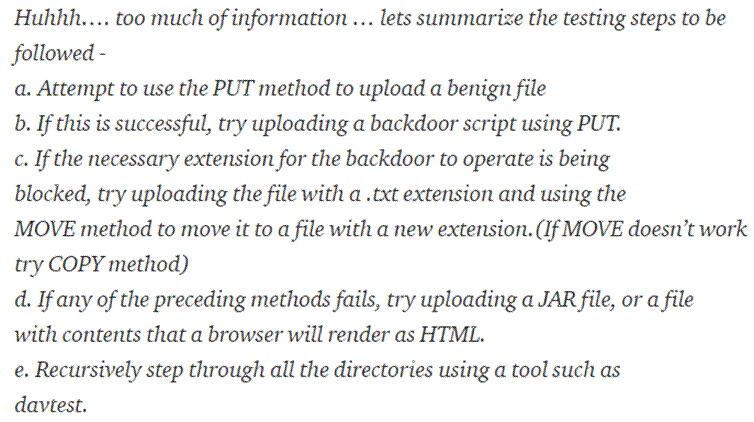 Huhhh.... too much of information ... lets summarize the testing steps to be
followed -
a. Attempt to use the PUT method to upload a benign file
b. If this is successful, try uploading a backdoor script using PUT.
c. If the necessary extension for the backdoor to operate is being
blocked, try uploading the file with a .txt extension and using the
MOVE method to move it to a file with a new extension.(If MOVE doesn’t work
try COPY method)
d. If any of the preceding methods fails, try uploading a JAR file, or a file
with contents that a browser will render as HTML.
e. Recursively step through all the directories using a tool such as
davtest.